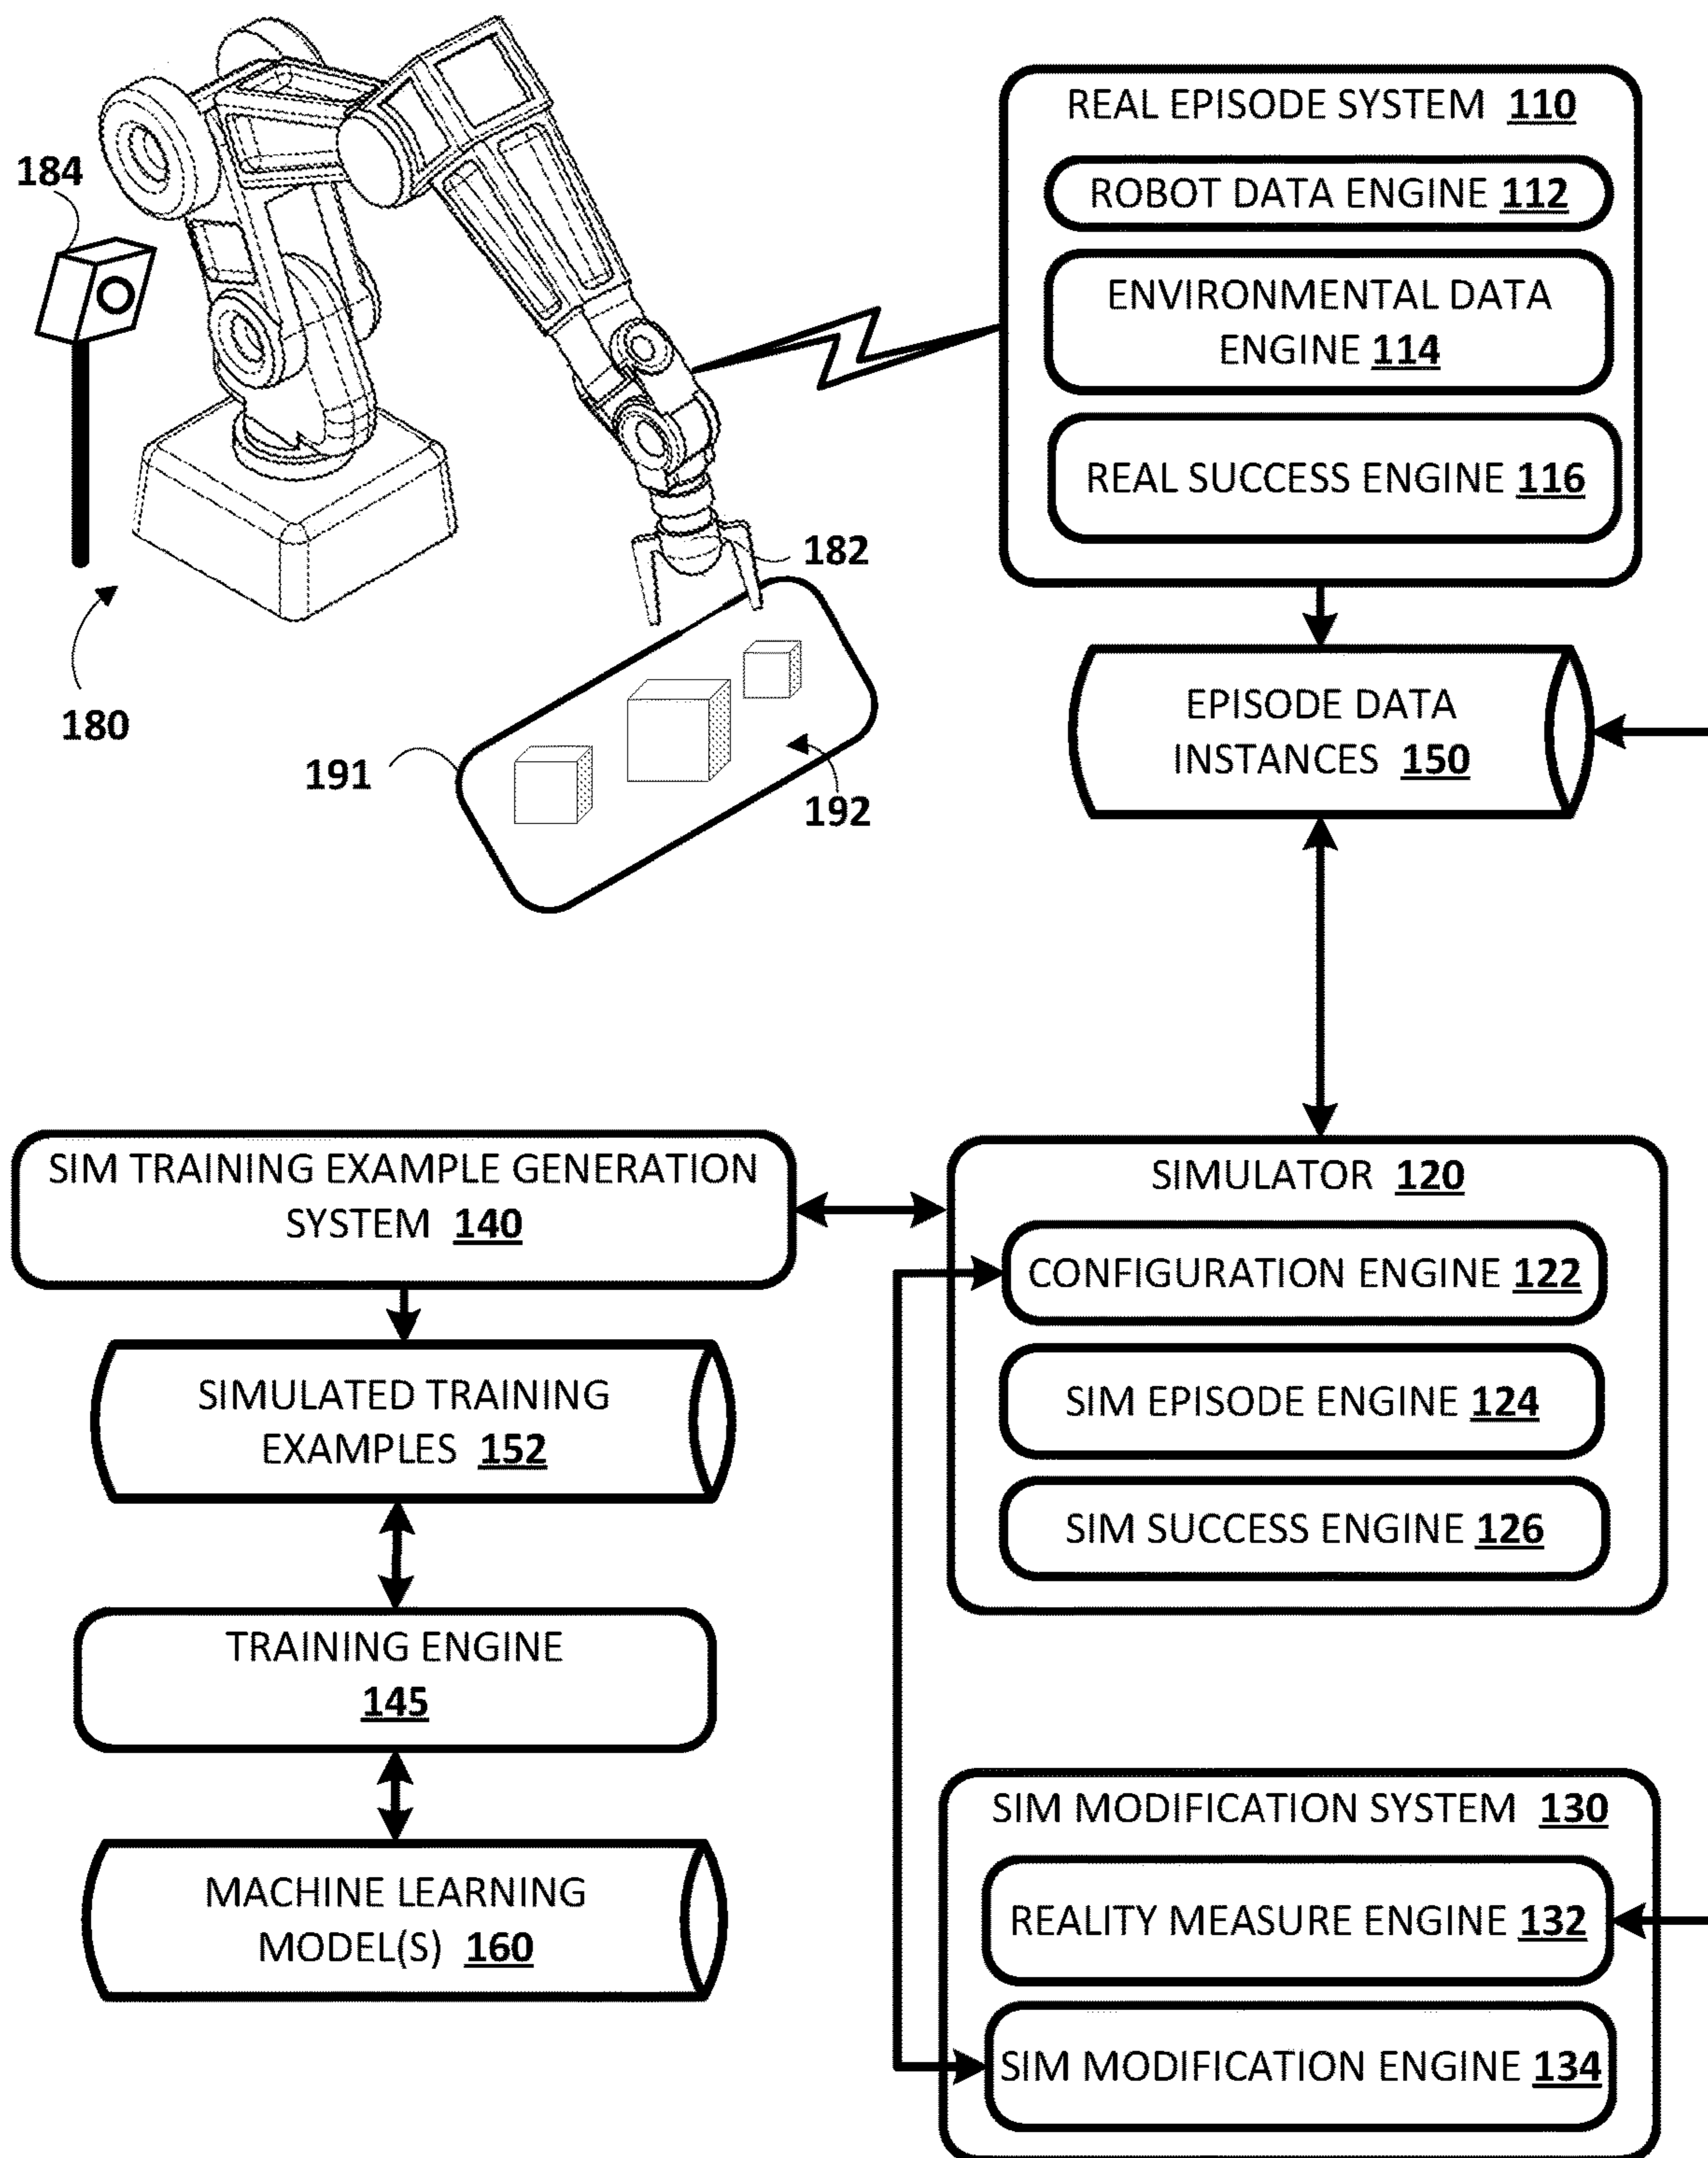 184
180
182
191
192
REAL EPISODE SYSTEM 110
ROBOT DATA ENGINE 112
ENVIRONMENTAL DATA
ENGINE 114
REAL SUCCESS ENGINE 116
EPISODE DATA
INSTANCES 150
SIM TRAINING EXAMPLE GENERATION
SYSTEM 140
SIMULATED TRAINING
EXAMPLES 152
TRAINING ENGINE
145
MACHINE LEARNING
MODEL(S) 160
SIMULATOR 120
CONFIGURATION ENGINE 122
SIM EPISODE ENGINE 124
SIM SUCCESS ENGINE 126
SIM MODIFICATION SYSTEM 130
REALITY MEASURE ENGINE 132
SIM MODIFICATION ENGINE 134